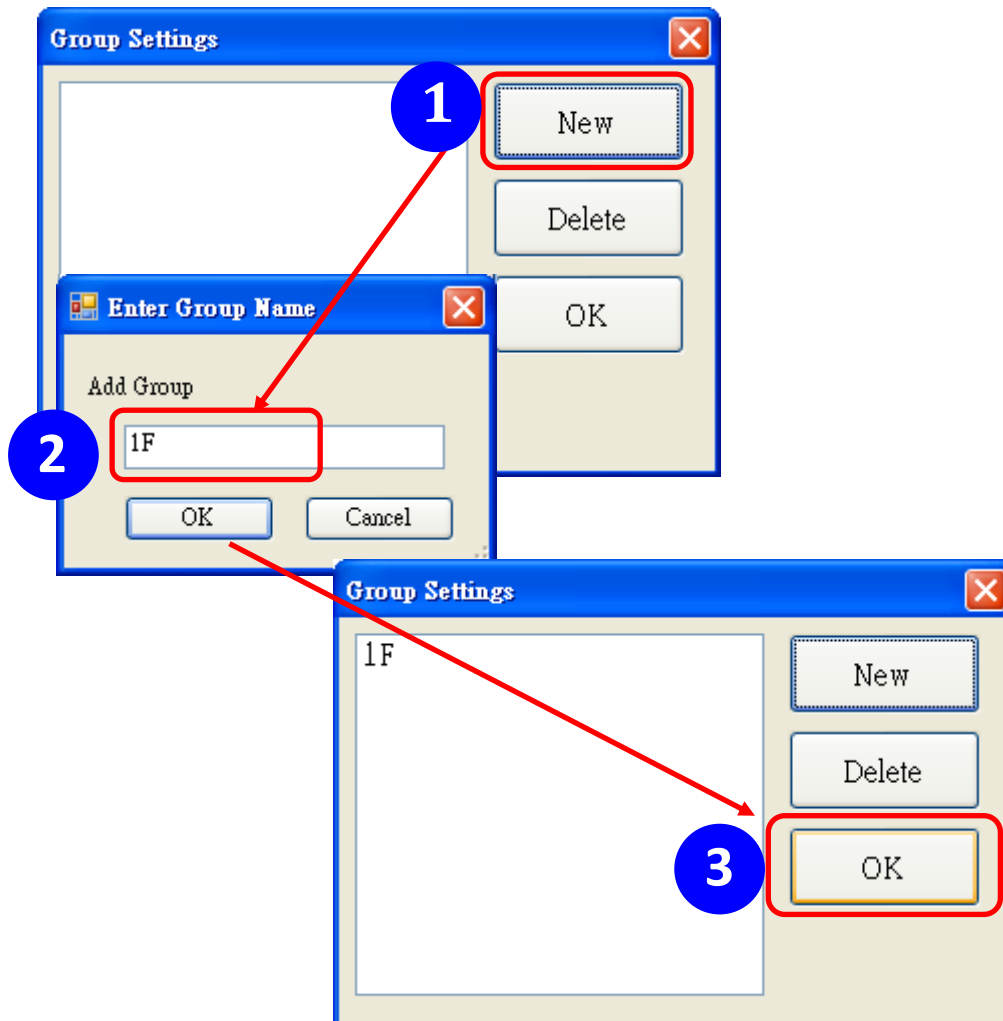 Group Settings
1
New
Delete
OK
Enter Group Name
Add Group
2
1F
OK
Cancel
Group Settings
1F
New
Delete
3
OK